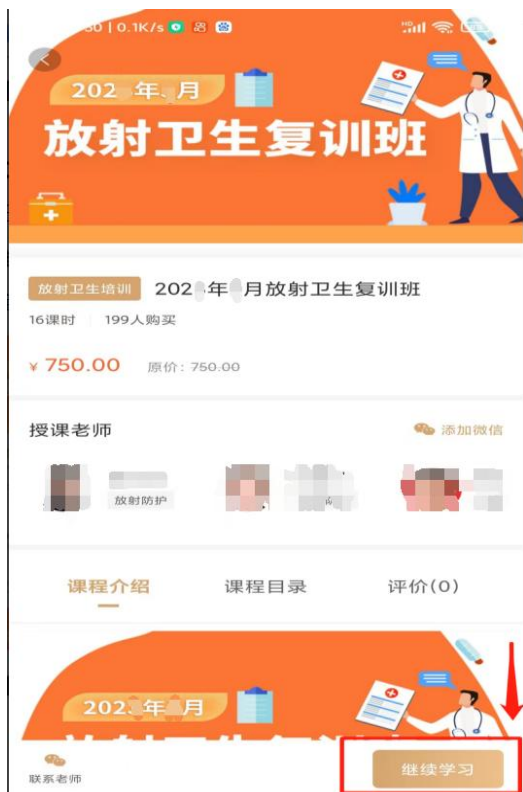 0.1K/s
202 年 月
放射卫生复训班
放射卫生培训 202 年 月放射卫生复训班
16课时 199人购买
¥ 750.00 原价：750.00
授课老师 添加微信
放射防护
课程介绍 课程目录 评价(0)
202 年 月
联系老师 继续学习